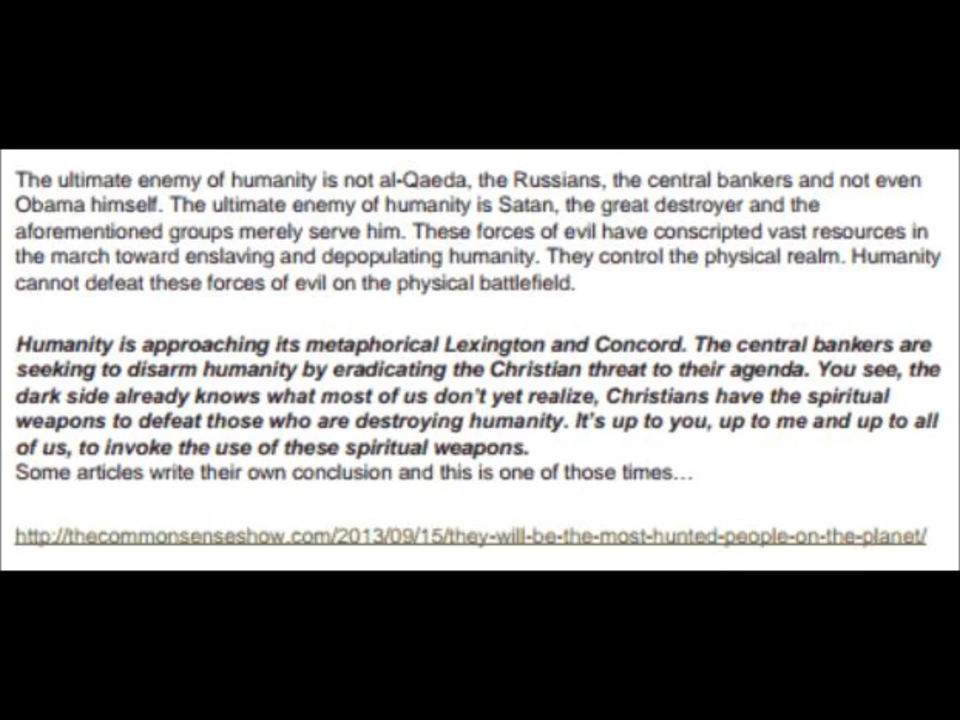 The ultimate enemy of humanity is not al-Qaeda, the Russians, the central bankers and not even
Obama himself. The ultimate enemy of humanity is Satan, the great destroyer and the
aforementioned groups merely serve him. These forces of evil have conscripted vast resources in
the march toward enslaving and depopulating humanity. They control the physical realm. Humanity
cannot defeat these forces of evil on the physical battlefield.
Humanity is approaching its metaphorical Lexington and Concord. The central bankers are
seeking to disarm humanity by eradicating the Christian threat to their agenda. You see, the
dark side already knows what most of us don't yet realize, Christians have the spiritual
weapons to defeat those who are destroying humanity. It's up to you, up to me and up to all
of us, to invoke the use of these spiritual weapons.
Some articles write their own conclusion and this is one of those times…
http://thecommonsenseshow.com/2013/09/15/they-will-be-the-most-hunted-people-on-the-planet/